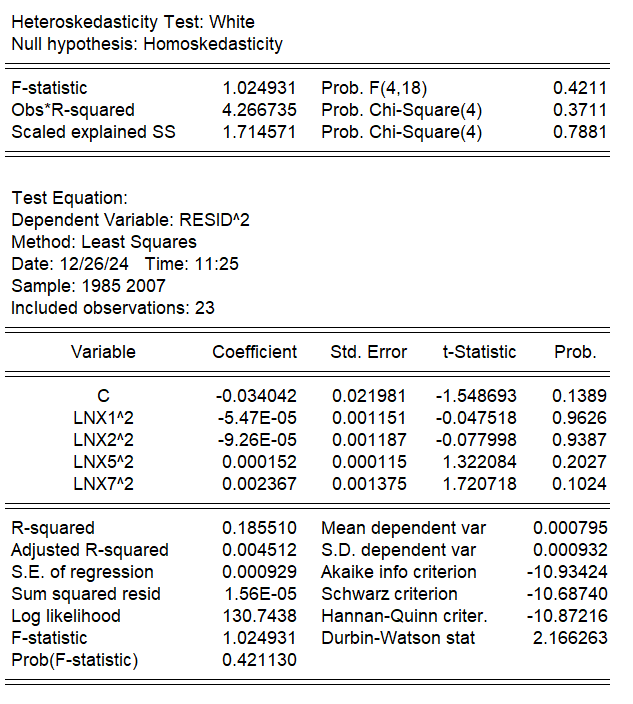 Heteroskedasticity Test: White
Null hypothesis: Homoskedasticity
F-statistic 1.024931 Prob. F(4,18) 0.4211
Obs*R-squared 4.266735 Prob. Chi-Square(4) 0.3711
Scaled explained SS 1.714571 Prob. Chi-Square(4) 0.7881
Test Equation:
Dependent Variable: RESID^2
Method: Least Squares
Date: 12/26/24 Time: 11:25
Sample: 1985 2007
Included observations: 23
Variable Coefficient Std. Error t-Statistic Prob.
C -0.034042 0.021981 -1.548693 0.1389
LNX1^2 -5.47E-05 0.001151 -0.047518 0.9626
LNX2^2 -9.26E-05 0.001187 -0.077998 0.9387
LNX5^2 0.000152 0.000115 1.322084 0.2027
LNX7^2 0.002367 0.001375 1.720718 0.1024
R-squared 0.185510 Mean dependent var 0.000795
Adjusted R-squared 0.004512 S.D. dependent var 0.000932
S.E. of regression 0.000929 Akaike info criterion -10.93424
Sum squared resid 1.56E-05 Schwarz criterion -10.68740
Log likelihood 130.7438 Hannan-Quinn criter. -10.87216
F-statistic 1.024931 Durbin-Watson stat 2.166263
Prob(F-statistic) 0.421130